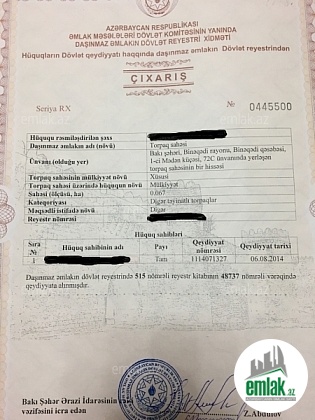 AZƏRBAYCAN RESPUBLİKASI
ƏMLAK MƏSƏLƏLƏRİ DÖVLƏT KOMİTƏSİNİN YANINDA
DAŞINMAZ ƏMLAKIN DÖVLƏT REYESTRİ XİDMƏTİ
Hüquqların Dövlət qeydiyyatı haqqında daşınmaz əmlakın Dövlət reyestrindən
ÇIXARIŞ
Seriya RX № 0445500
Hüququ rəsmiləşdirilən şəxs
Daşınmaz əmlakın adı (növü) Torpaq sahəsi
Ünvanı (olduğu yer) Bakı şəhəri, Binəqədi rayonu, Binəqədi qəsəbəsi,
1-ci Mədən küçəsi, 72C ünvanında yerləşən
torpaq sahəsinin bir hissəsi
Torpaq sahəsinin mülkiyyət növü Xüsusi
Torpaq sahəsi üzərində hüququn növü Mülkiyyət
Sahəsi (ölçüsü, ha) 0.067
Kateqoriyası Digər təyinatlı torpaqlar
Məqsədli istifadə növü Digər
Reyestr nömrəsi
Hüquq sahibləri
Sıra № Hüquq sahibinin adı Payı Qeydiyyat nömrəsi Qeydiyyat tarixi
1 Tam 1114071327 06.08.2014
Daşınmaz əmlakın dövlət reyestrində 515 nömrəli reyestr kitabının 48737 nömrəli vərəqində
qeydiyyata alınmışdır.
Bakı Şəhər Ərazi İdarəsinin
vəzifəsini icra edən Z.Abdulov
emlak.az